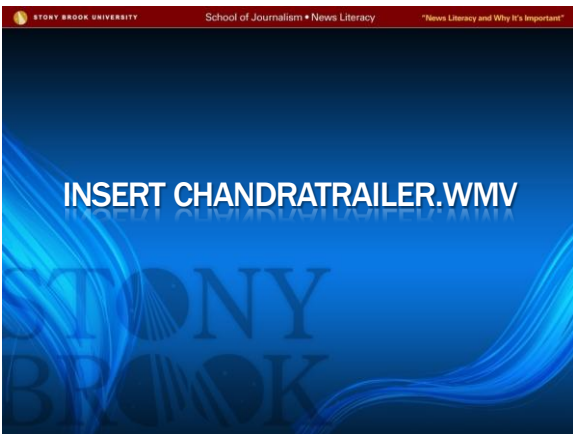 STONY BROOK UNIVERSITY School of Journalism • News Literacy "News Literacy and Why It's Important"
INSERT CHANDRATRAILER.WMV
STONY
BROOK